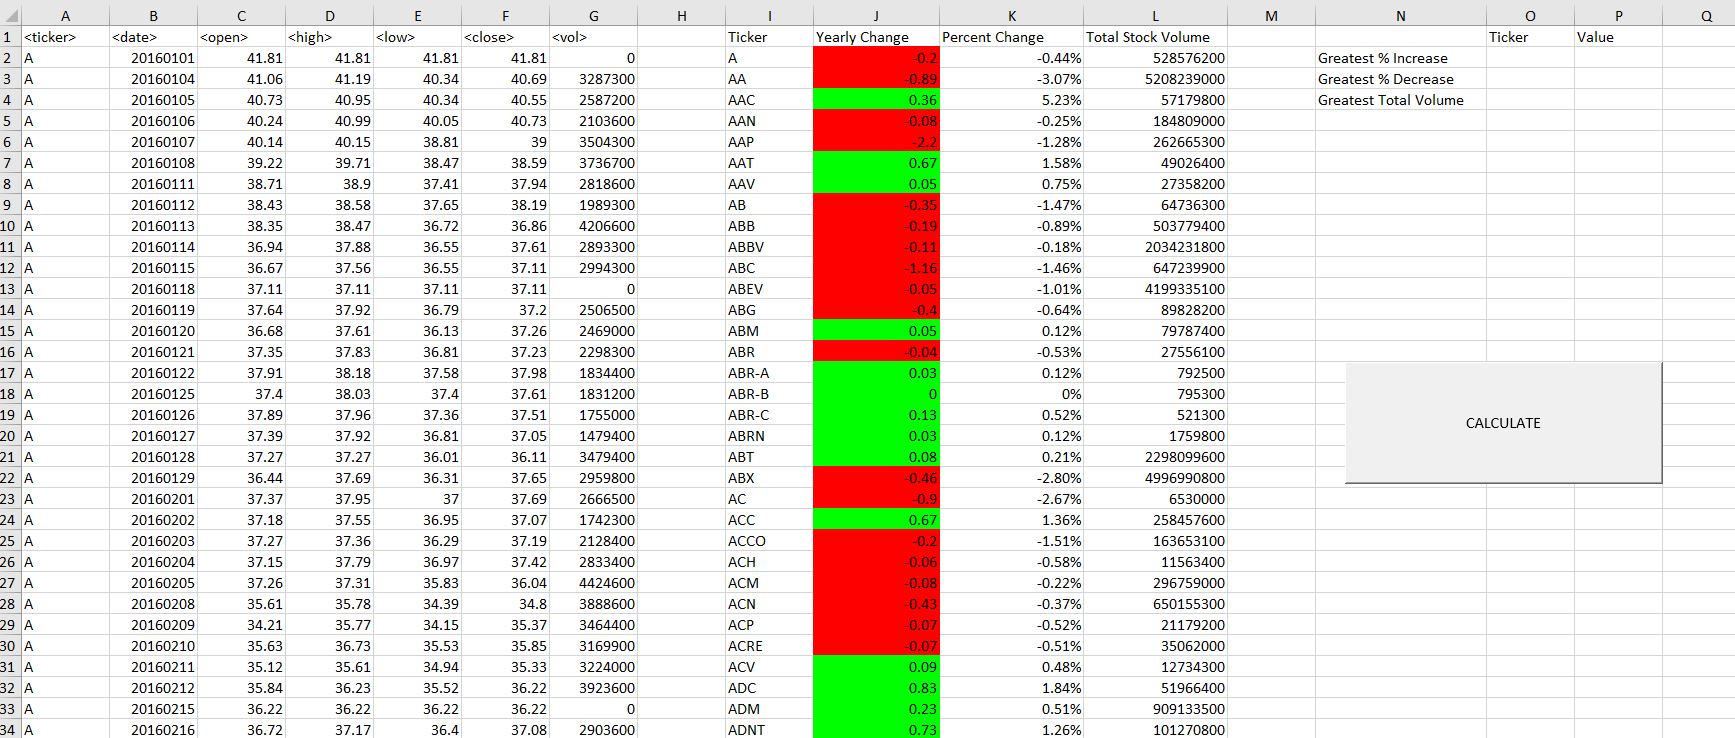 A B C D E F G H I J K L M N O P Q
1 <ticker> <date> <open> <high> <low> <close> <vol> Ticker Yearly Change Percent Change Total Stock Volume Ticker Value
2 A 20160101 41.81 41.81 41.81 41.81 0 A -0.2 -0.44% 528576200 Greatest % Increase
3 A 20160104 41.06 41.19 40.34 40.69 3287300 AA -0.89 -3.07% 5208239000 Greatest % Decrease
4 A 20160105 40.73 40.95 40.34 40.55 2587200 AAC 0.36 5.23% 57179800 Greatest Total Volume
5 A 20160106 40.24 40.99 40.05 40.73 2103600 AAN -0.08 -0.25% 184809000
6 A 20160107 40.14 40.15 38.81 39 3504300 AAP -2.2 -1.28% 262665300
7 A 20160108 39.22 39.71 38.47 38.59 3736700 AAT 0.67 1.58% 49026400
8 A 20160111 38.71 38.9 37.41 37.94 2818600 AAV 0.05 0.75% 27358200
9 A 20160112 38.43 38.58 37.65 38.19 1989300 AB -0.35 -1.47% 64736300
10 A 20160113 38.35 38.47 36.72 36.86 4206600 ABB -0.19 -0.89% 503779400
11 A 20160114 36.94 37.88 36.55 37.61 2893300 ABBV -0.11 -0.18% 2034231800
12 A 20160115 36.67 37.56 36.55 37.11 2994300 ABC -1.16 -1.46% 647239900
13 A 20160118 37.11 37.11 37.11 37.11 0 ABEV -0.05 -1.01% 4199335100
14 A 20160119 37.64 37.92 36.79 37.2 2506500 ABG -0.4 -0.64% 89828200
15 A 20160120 36.68 37.61 36.13 37.26 2469000 ABM 0.05 0.12% 79787400
16 A 20160121 37.35 37.83 36.81 37.23 2298300 ABR -0.04 -0.53% 27556100
17 A 20160122 37.91 38.18 37.58 37.98 1834400 ABR-A 0.03 0.12% 792500
18 A 20160125 37.4 38.03 37.4 37.61 1831200 ABR-B 0 0% 795300
19 A 20160126 37.89 37.96 37.36 37.51 1755000 ABR-C 0.13 0.52% 521300
CALCULATE
20 A 20160127 37.39 37.92 36.81 37.05 1479400 ABRN 0.03 0.12% 1759800
21 A 20160128 37.27 37.27 36.01 36.11 3479400 ABT 0.08 0.21% 2298099600
22 A 20160129 36.44 37.69 36.31 37.65 2959800 ABX -0.46 -2.80% 4996990800
23 A 20160201 37.37 37.95 37 37.69 2666500 AC -0.9 -2.67% 6530000
24 A 20160202 37.18 37.55 36.95 37.07 1742300 ACC 0.67 1.36% 258457600
25 A 20160203 37.27 37.36 36.29 37.19 2128400 ACCO -0.2 -1.51% 163653100
26 A 20160204 37.15 37.79 36.97 37.42 2833400 ACH -0.06 -0.58% 11563400
27 A 20160205 37.26 37.31 35.83 36.04 4424600 ACM -0.08 -0.22% 296759000
28 A 20160208 35.61 35.78 34.39 34.8 3888600 ACN -0.43 -0.37% 650155300
29 A 20160209 34.21 35.77 34.15 35.37 3464400 ACP -0.07 -0.52% 21179200
30 A 20160210 35.63 36.73 35.53 35.85 3169900 ACRE -0.07 -0.51% 35062000
31 A 20160211 35.12 35.61 34.94 35.33 3224000 ACV 0.09 0.48% 12734300
32 A 20160212 35.84 36.23 35.52 36.22 3923600 ADC 0.83 1.84% 51966400
33 A 20160215 36.22 36.22 36.22 36.22 0 ADM 0.23 0.51% 909133500
34 A 20160216 36.72 37.17 36.4 37.08 2903600 ADNT 0.73 1.26% 101270800